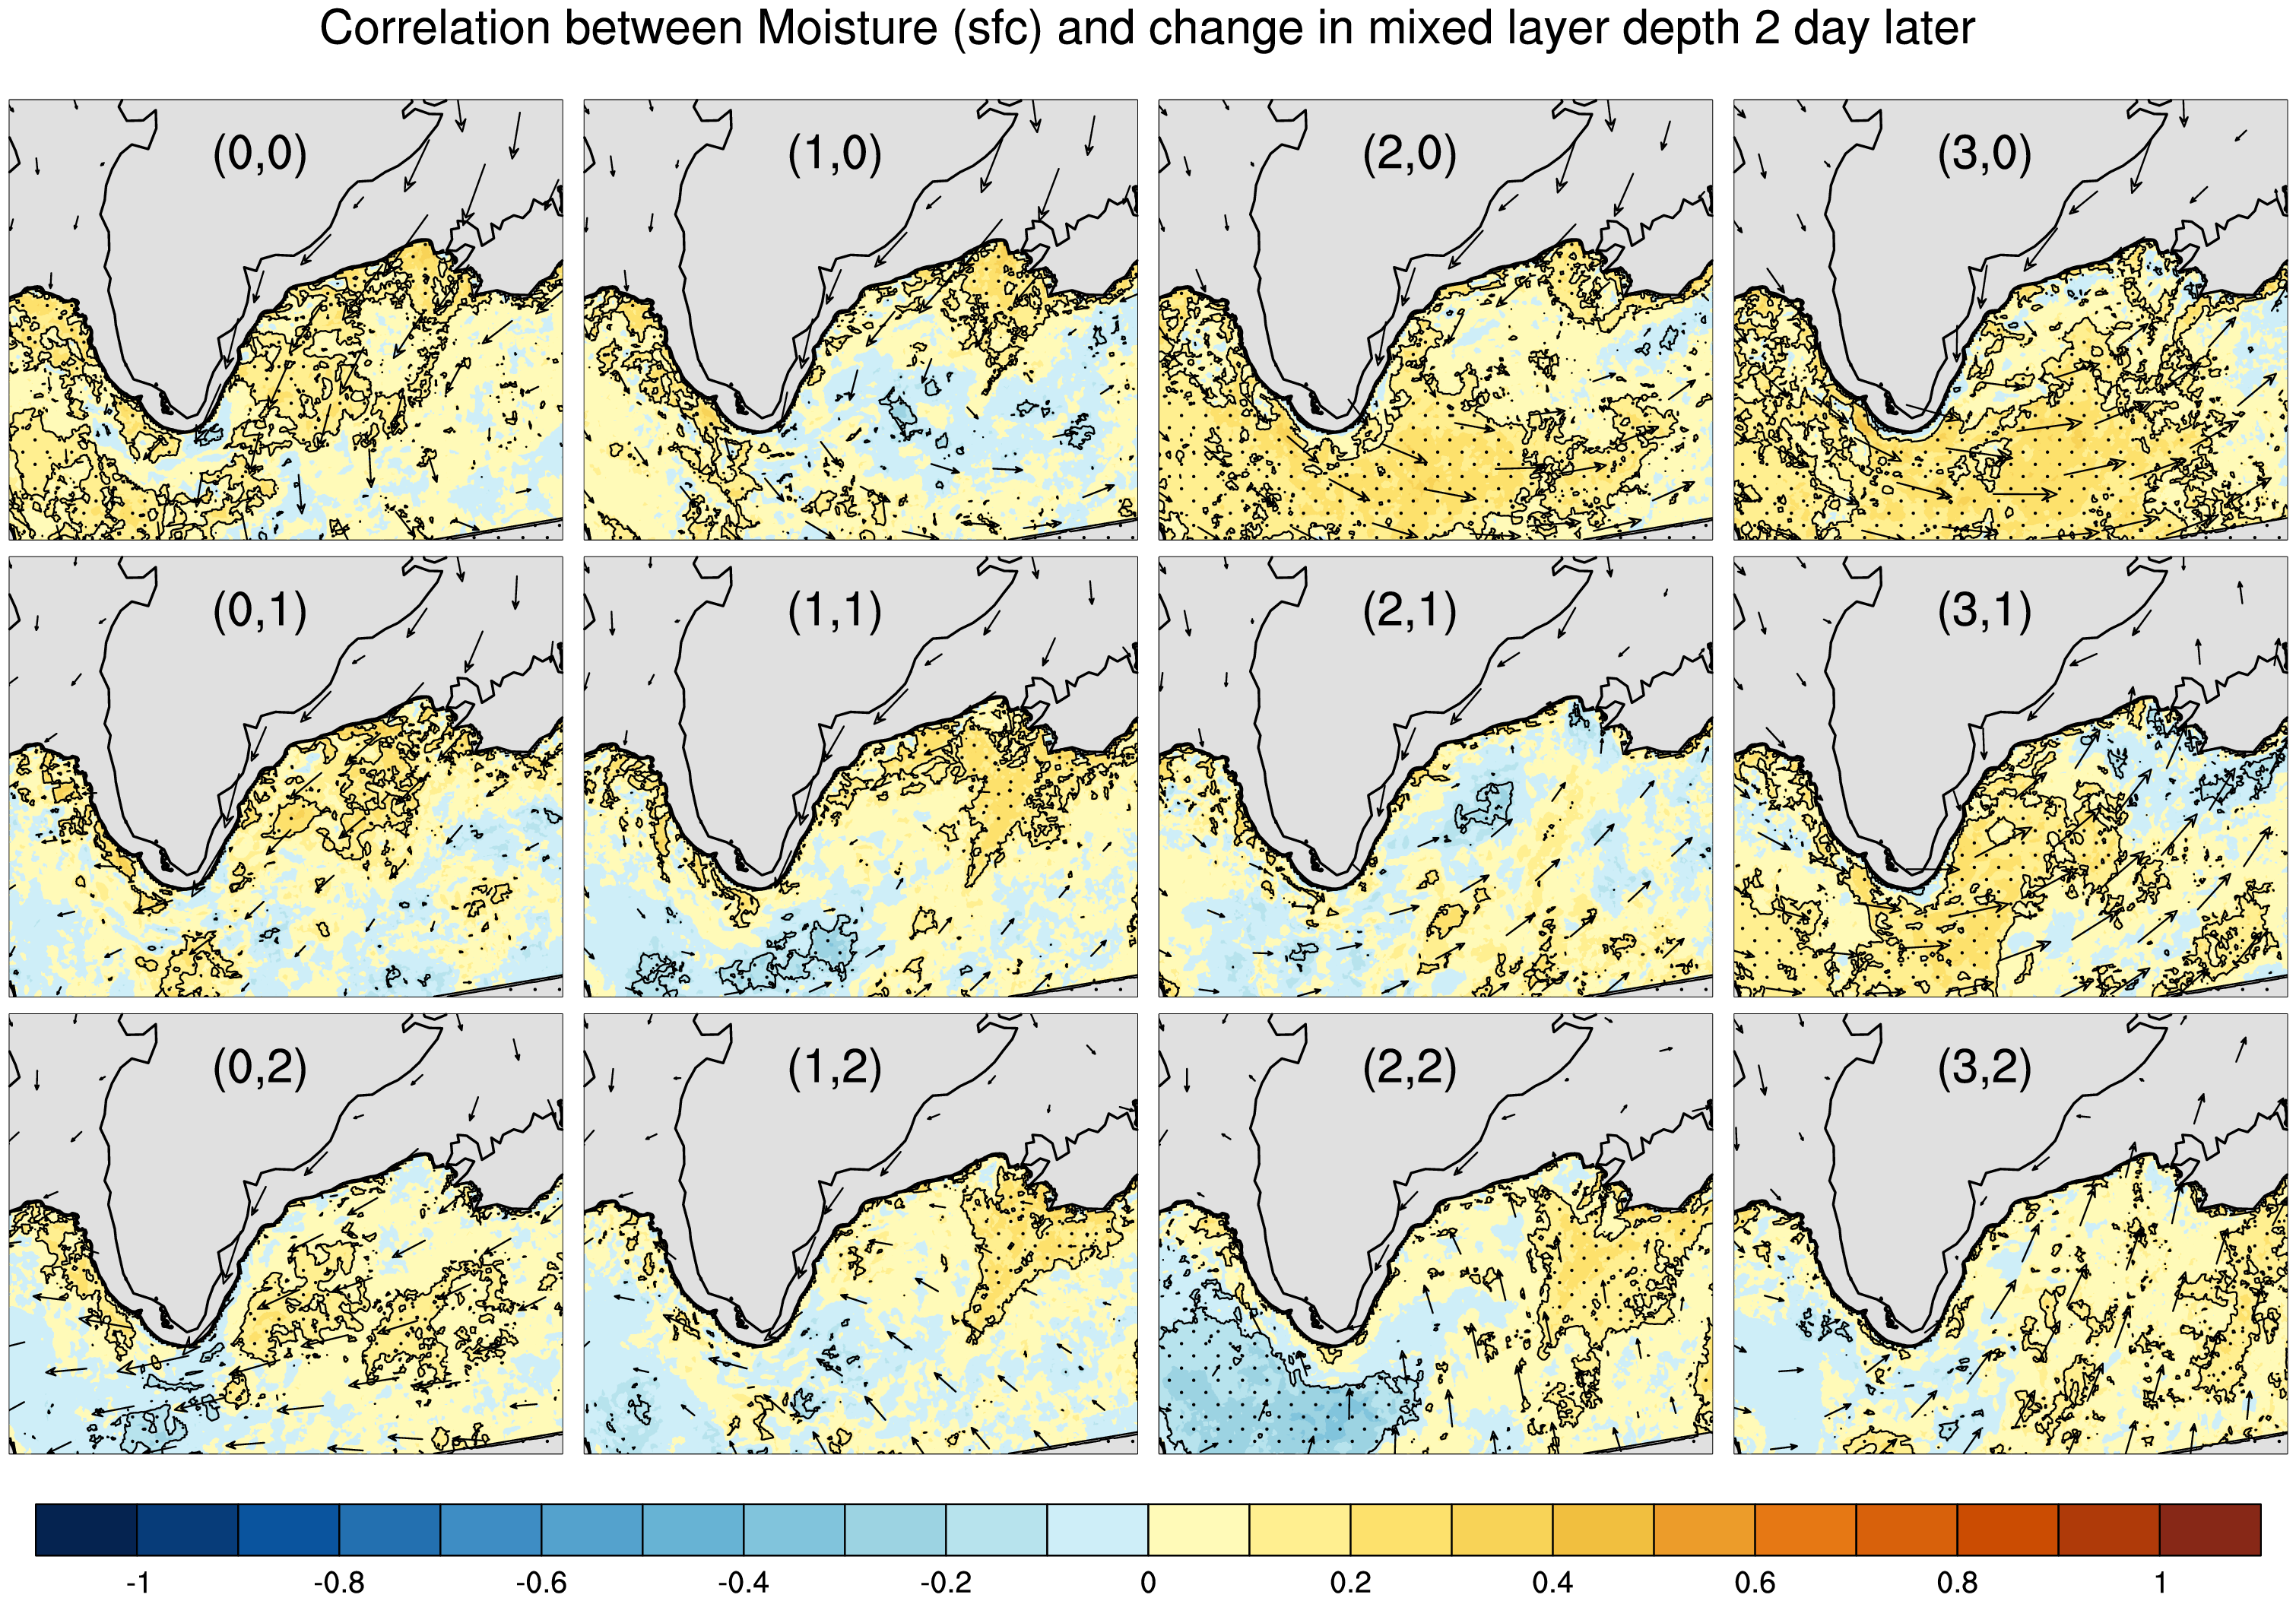 Correlation between Moisture (sfc) and change in mixed layer depth 2 day later
(0,0) (1,0) (2,0) (3,0)
(0,1) (1,1) (2,1) (3,1)
(0,2) (1,2) (2,2) (3,2)
-1 -0.8 -0.6 -0.4 -0.2 0 0.2 0.4 0.6 0.8 1